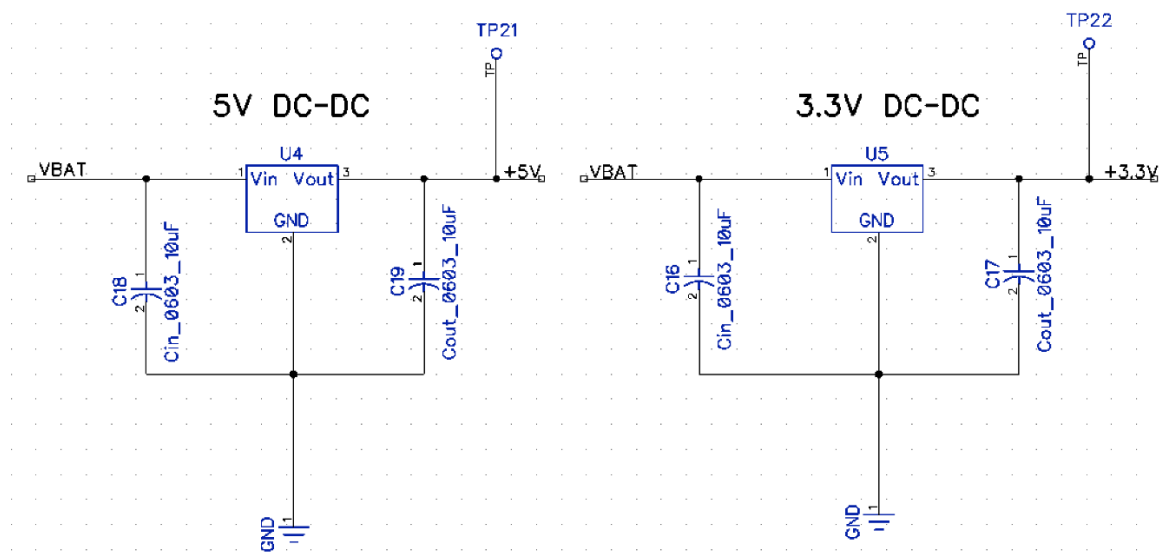 TP21
TP
5V DC-DC
VBAT
1
U4
Vin Vout
3
+5V
GND
2
C18
1
2
Cin_0603_10uF
C19
1
2
Cout_0603_10uF
GND
1
TP22
TP
3.3V DC-DC
VBAT
1
U5
Vin Vout
3
+3.3V
GND
2
C16
1
2
Cin_0603_10uF
C17
1
2
Cout_0603_10uF
GND
1